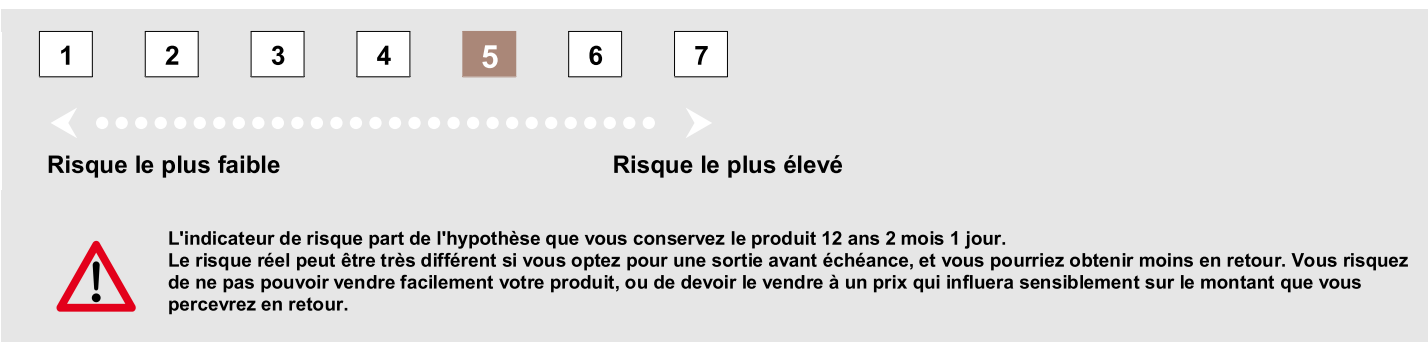 1 2 3 4 5 6 7
Risque le plus faible Risque le plus élevé
L'indicateur de risque part de l'hypothèse que vous conservez le produit 12 ans 2 mois 1 jour.
Le risque réel peut être très différent si vous optez pour une sortie avant échéance, et vous pourriez obtenir moins en retour. Vous risquez
de ne pas pouvoir vendre facilement votre produit, ou de devoir le vendre à un prix qui influera sensiblement sur le montant que vous
percevrez en retour.